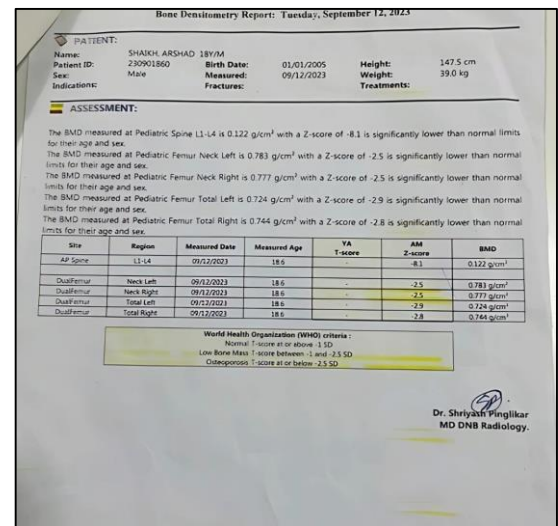 Bone Densitometry Report: Tuesday, September 12, 2023
PATIENT:
Name: SHAIKH, ARSHAD 18Y/M
Patient ID: 230901860 Birth Date: 01/01/2005 Height: 147.5 cm
Sex: Male Measured: 09/12/2023 Weight: 39.0 kg
Indications: Fractures: Treatments:
ASSESSMENT:
The BMD measured at Pediatric Spine L1-L4 is 0.122 g/cm² with a Z-score of -8.1 is significantly lower than normal limits
for their age and sex.
The BMD measured at Pediatric Femur Neck Left is 0.783 g/cm² with a Z-score of -2.5 is significantly lower than normal
limits for their age and sex.
The BMD measured at Pediatric Femur Neck Right is 0.777 g/cm² with a Z-score of -2.5 is significantly lower than normal
limits for their age and sex.
The BMD measured at Pediatric Femur Total Left is 0.724 g/cm² with a Z-score of -2.9 is significantly lower than normal
limits for their age and sex.
The BMD measured at Pediatric Femur Total Right is 0.744 g/cm² with a Z-score of -2.8 is significantly lower than normal
limits for their age and sex.
Site Region Measured Date Measured Age YA T-score AM Z-score BMD
AP Spine L1-L4 09/12/2023 18.6 - -8.1 0.122 g/cm²
DualFemur Neck Left 09/12/2023 18.6 - -2.5 0.783 g/cm²
DualFemur Neck Right 09/12/2023 18.6 - -2.5 0.777 g/cm²
DualFemur Total Left 09/12/2023 18.6 - -2.9 0.724 g/cm²
DualFemur Total Right 09/12/2023 18.6 - -2.8 0.744 g/cm²
World Health Organization (WHO) criteria :
Normal T-score at or above -1 SD
Low Bone Mass T-score between -1 and -2.5 SD
Osteoporosis T-score at or below -2.5 SD
Dr. Shriyash Pinglikar
MD DNB Radiology.